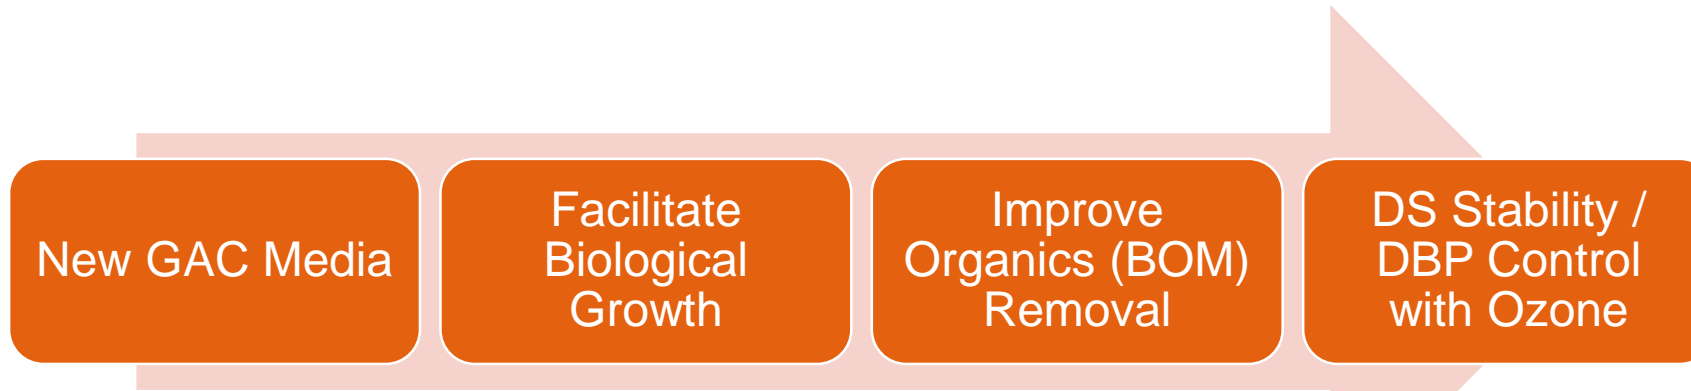 New GAC Media
Facilitate
Biological
Growth
Improve
Organics (BOM)
Removal
DS Stability /
DBP Control
with Ozone